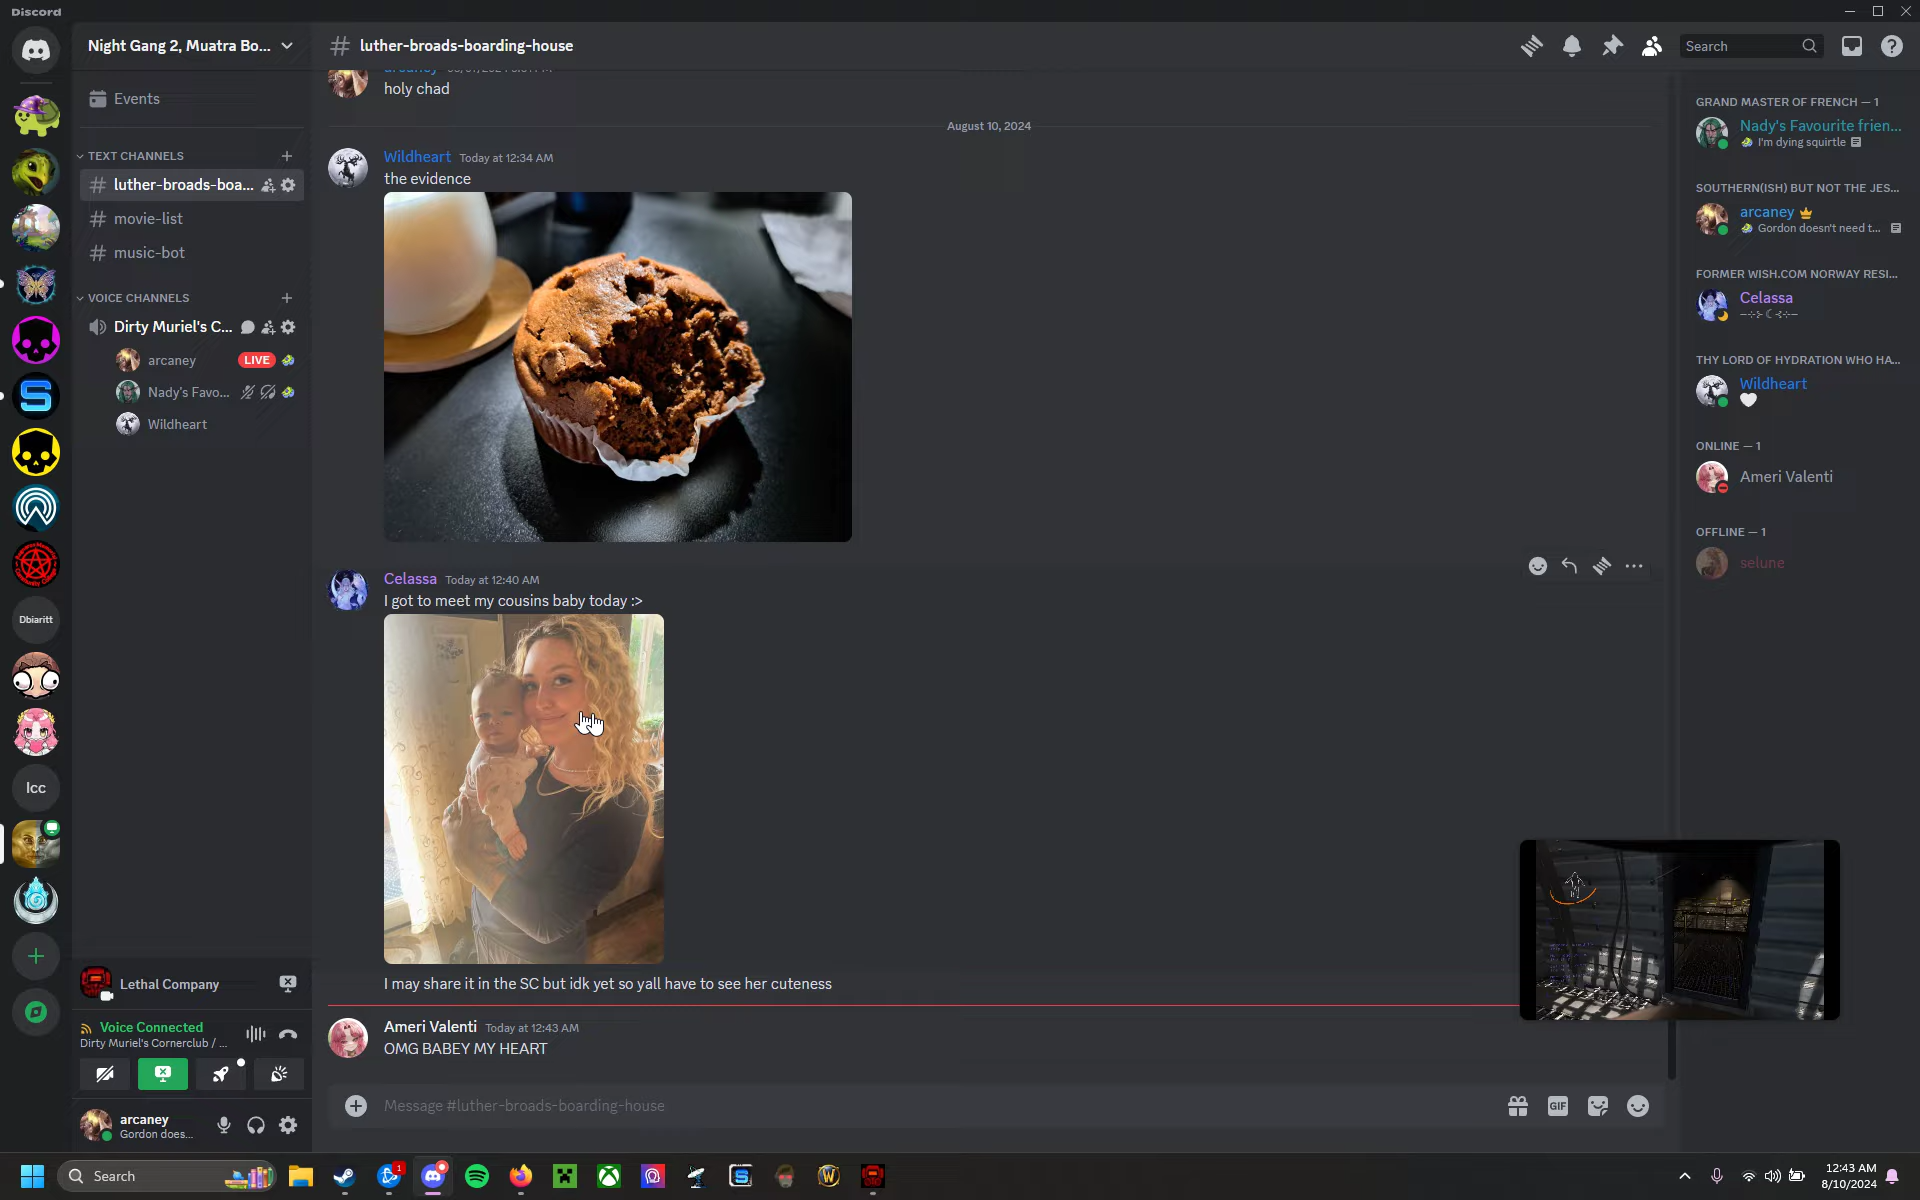 Discord
Night Gang 2, Muatra Bo...
Events
TEXT CHANNELS
luther-broads-boa...
movie-list
music-bot
VOICE CHANNELS
Dirty Muriel's C...
arcaney
LIVE
Nady's Favo...
Wildheart
Dbiaritt
Icc
Lethal Company
Voice Connected
Dirty Muriel's Cornerclub / ...
arcaney
Gordon does...
luther-broads-boarding-house
Search
holy chad
August 10, 2024
Wildheart Today at 12:34 AM
the evidence
Celassa Today at 12:40 AM
I got to meet my cousins baby today :>
I may share it in the SC but idk yet so yall have to see her cuteness
Ameri Valenti Today at 12:43 AM
OMG BABEY MY HEART
Message #luther-broads-boarding-house
GIF
GRAND MASTER OF FRENCH — 1
Nady's Favourite frien...
I'm dying squirtle
SOUTHERN(ISH) BUT NOT THE JES...
arcaney
Gordon doesn't need t...
FORMER WISH.COM NORWAY RESI...
Celassa
THY LORD OF HYDRATION WHO HA...
Wildheart
ONLINE — 1
Ameri Valenti
OFFLINE — 1
selune
Search
1
12:43 AM
8/10/2024